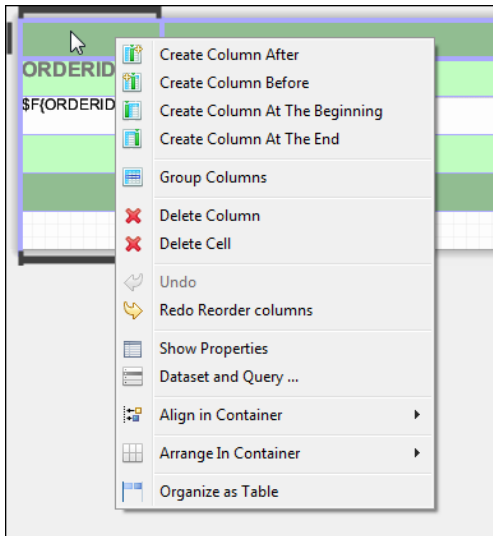 ORDERID
$F{ORDERID
Create Column After
Create Column Before
Create Column At The Beginning
Create Column At The End
Group Columns
Delete Column
Delete Cell
Undo
Redo Reorder columns
Show Properties
Dataset and Query ...
Align in Container
Arrange In Container
Organize as Table